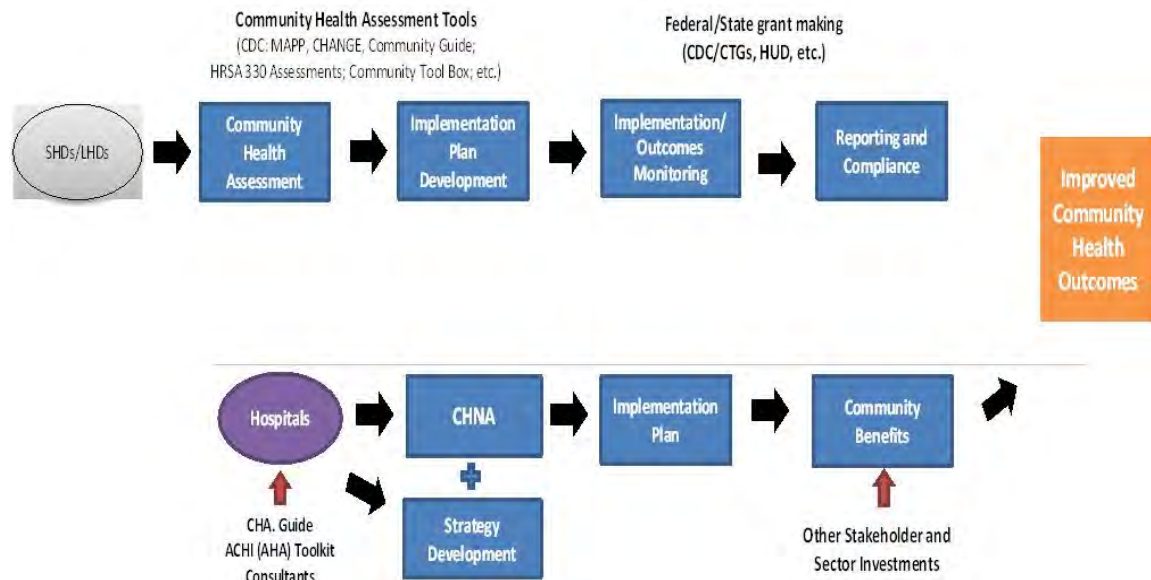 Community Health Assessment Tools
(CDC: MAPP, CHANGE, Community Guide;
HRSA 330 Assessments; Community Tool Box; etc.)
Federal/State grant making
(CDC/CTGs, HUD, etc.)
SHDs/LHDs
Community
Health
Assessment
Implementation
Plan
Development
Implementation/
Outcomes
Monitoring
Reporting and
Compliance
Improved
Community
Health
Outcomes
Hospitals
CHNA
Implementation
Plan
Community
Benefits
Strategy
Development
CHA. Guide
ACHI (AHA) Toolkit
Consultants
Other Stakeholder and
Sector Investments